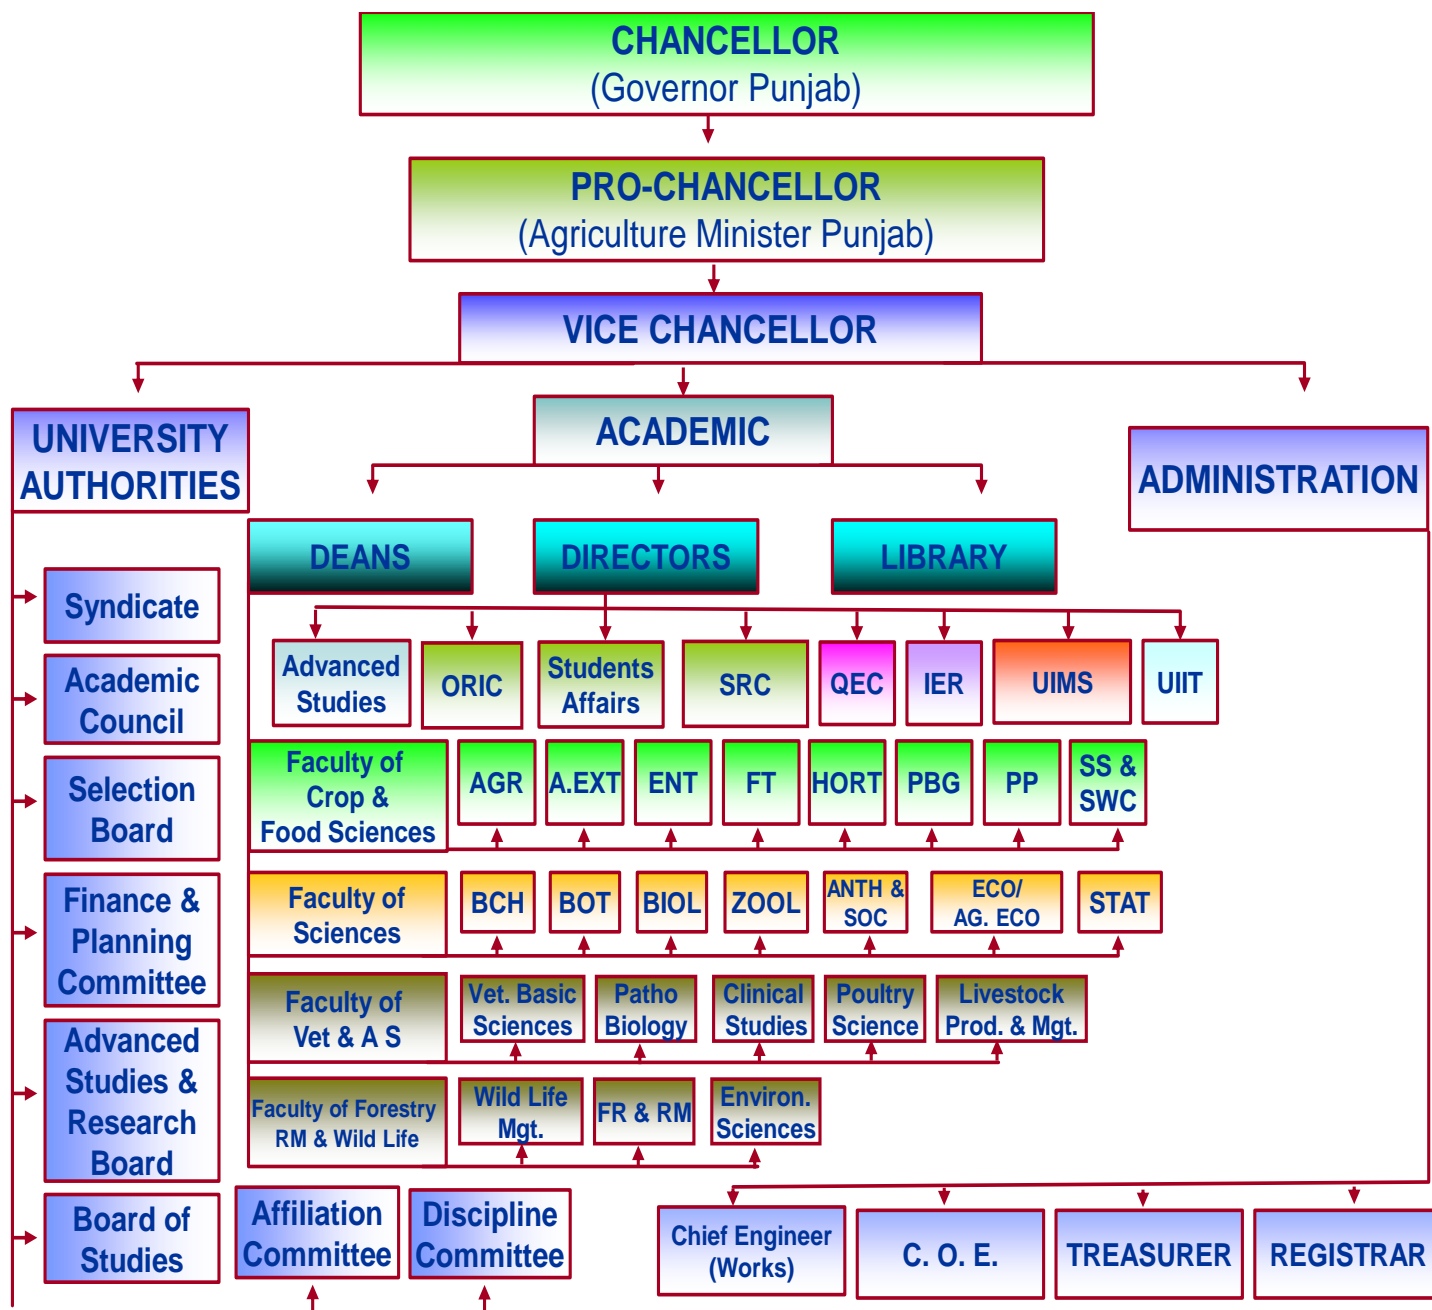 CHANCELLOR
(Governor Punjab)
PRO-CHANCELLOR
(Agriculture Minister Punjab)
VICE CHANCELLOR
UNIVERSITY
AUTHORITIES
ACADEMIC
ADMINISTRATION
DEANS
DIRECTORS
LIBRARY
Syndicate
Academic
Council
Selection
Board
Finance &
Planning
Committee
Advanced
Studies &
Research
Board
Board of
Studies
Affiliation
Committee
Discipline
Committee
Advanced
Studies
ORIC
Students
Affairs
SRC
QEC
IER
UIMS
UIIT
Faculty of
Crop &
Food Sciences
AGR
A.EXT
ENT
FT
HORT
PBG
PP
SS &
SWC
Faculty of
Sciences
BCH
BOT
BIOL
ZOOL
ANTH &
SOC
ECO/
AG. ECO
STAT
Faculty of
Vet & A S
Vet. Basic
Sciences
Patho
Biology
Clinical
Studies
Poultry
Science
Livestock
Prod. & Mgt.
Faculty of Forestry
RM & Wild Life
Wild Life
Mgt.
FR & RM
Environ.
Sciences
Chief Engineer
(Works)
C. O. E.
TREASURER
REGISTRAR